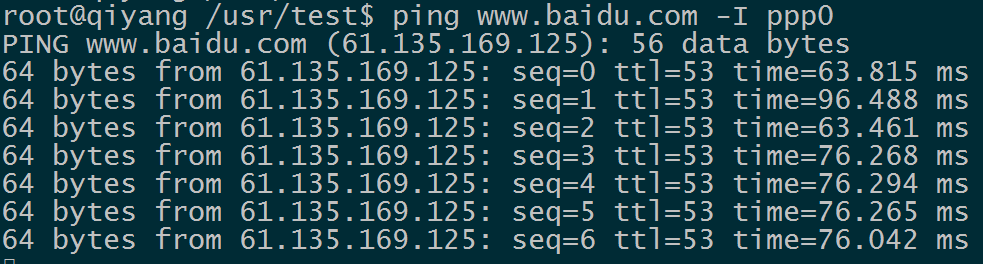 root@qiyang /usr/test$ ping www.baidu.com -I ppp0
PING www.baidu.com (61.135.169.125): 56 data bytes
64 bytes from 61.135.169.125: seq=0 ttl=53 time=63.815 ms
64 bytes from 61.135.169.125: seq=1 ttl=53 time=96.488 ms
64 bytes from 61.135.169.125: seq=2 ttl=53 time=63.461 ms
64 bytes from 61.135.169.125: seq=3 ttl=53 time=76.268 ms
64 bytes from 61.135.169.125: seq=4 ttl=53 time=76.294 ms
64 bytes from 61.135.169.125: seq=5 ttl=53 time=76.265 ms
64 bytes from 61.135.169.125: seq=6 ttl=53 time=76.042 ms